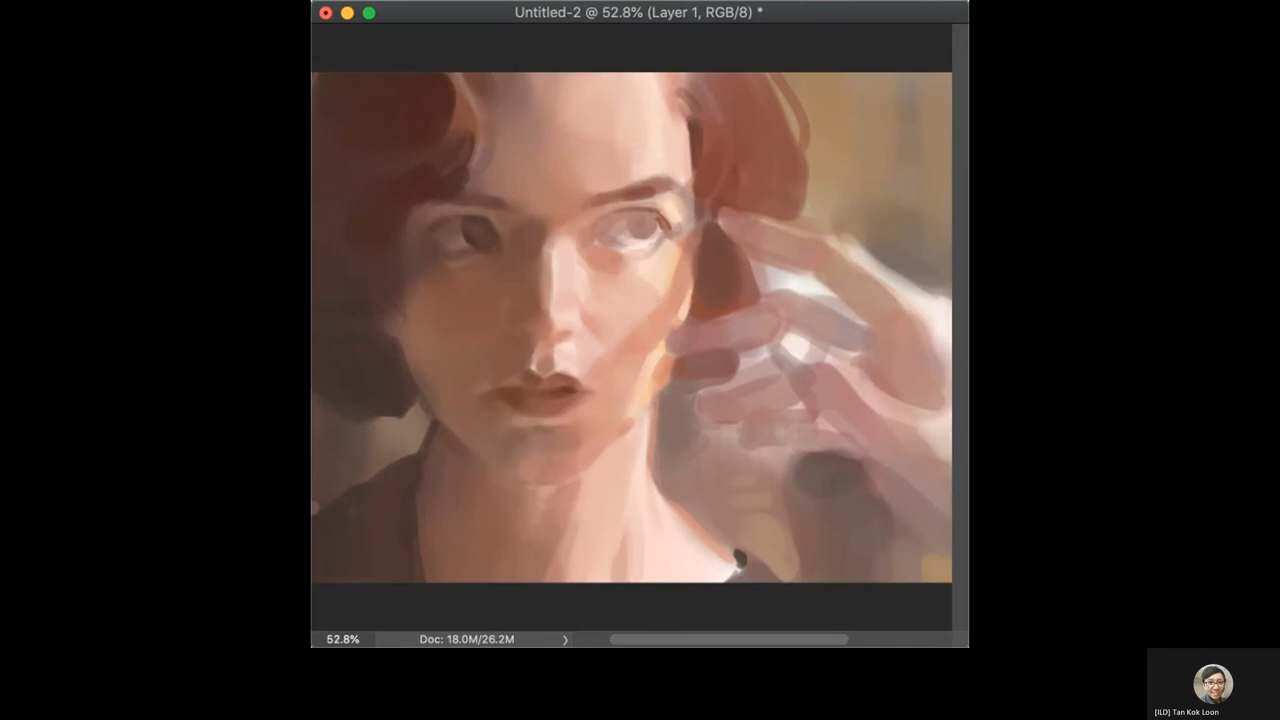 Untitled-2 @ 52.8% (Layer 1, RGB/8) *
52.8%
Doc: 18.0M/26.2M
[ILD] Tan Kok Loon